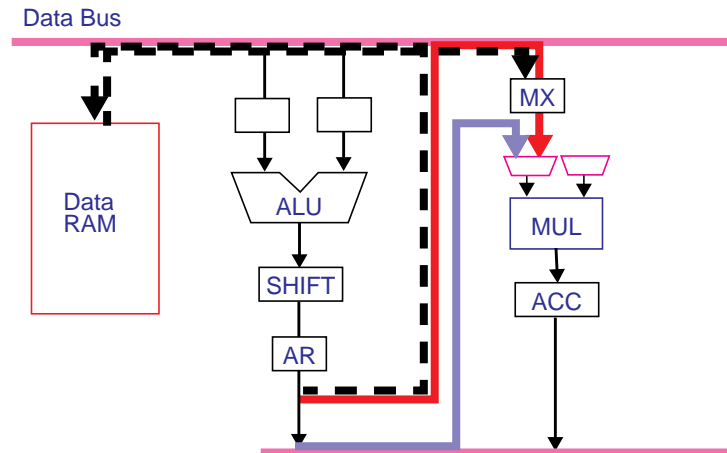 Data Bus
MX
Data
RAM
ALU
MUL
SHIFT
ACC
AR